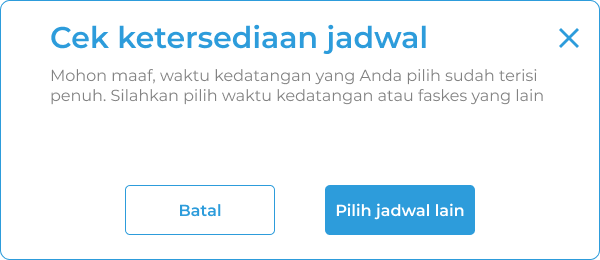 Cek ketersediaan jadwal
Mohon maaf, waktu kedatangan yang Anda pilih sudah terisi
penuh. Silahkan pilih waktu kedatangan atau faskes yang lain
Batal
Pilih jadwal lain